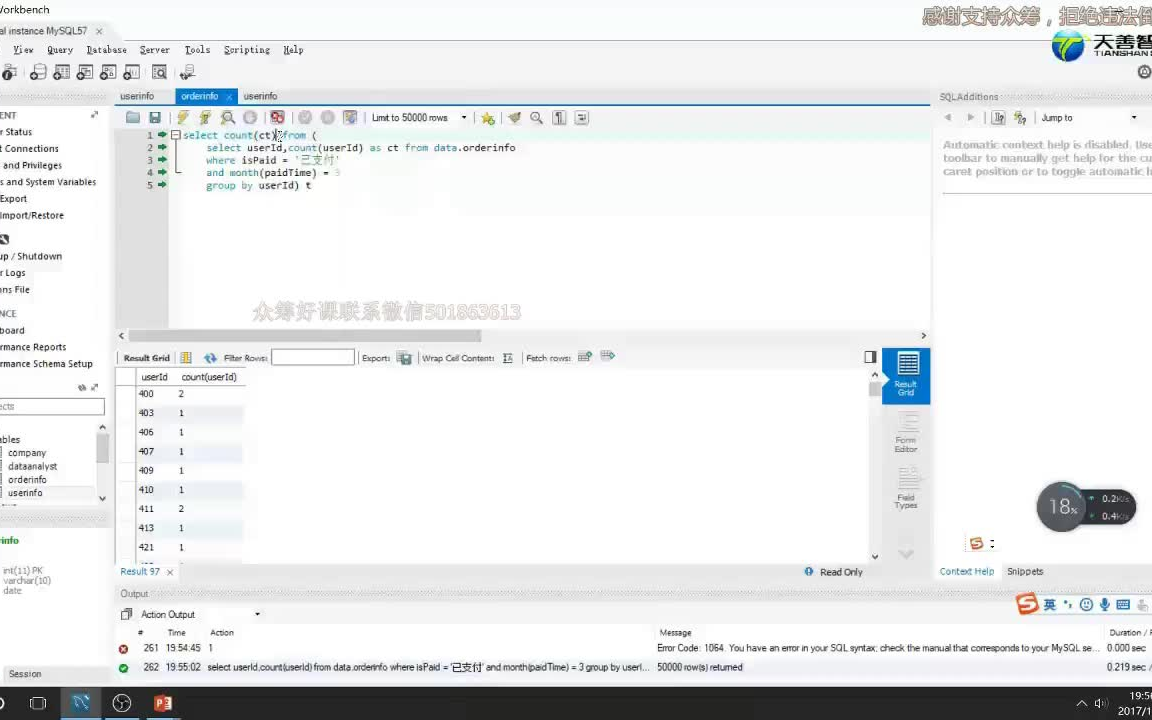 Workbench
al instance MySQL57 ×
感谢支持众筹，拒绝违法倒
天善智
TIANSHAN
View Query Database Server Tools Scripting Help
userinfo orderinfo × userinfo
Limit to 50000 rows
SQLAdditions
Jump to
1 select count(ct) from (
2 select userId,count(userId) as ct from data.orderinfo
3 where isPaid = '已支付'
4 and month(paidTime) = 3
5 group by userId) t
Automatic context help is disabled. Use
toolbar to manually get help for the cu
caret position or to toggle automatic h
ENT
r Status
t Connections
and Privileges
s and System Variables
Export
mport/Restore
up / Shutdown
r Logs
ns File
NCE
board
rmance Reports
rmance Schema Setup
ects
ables
company
dataanalyst
orderinfo
userinfo
info
int(11) PK
varchar(10)
date
Session
众筹好课联系微信501863613
Result Grid Filter Rows: Export: Wrap Cell Content: Fetch rows:
userId count(userId)
400 2
403 1
406 1
407 1
409 1
410 1
411 2
413 1
421 1
Result Grid
Form Editor
Field Types
18%
0.2K/s
0.4K/s
Result 97 ×
Read Only
Context Help Snippets
Output
Action Output
英
# Time Action Message Duration / F
261 19:54:45 1 Error Code: 1064. You have an error in your SQL syntax; check the manual that corresponds to your MySQL se... 0.000 sec
262 19:55:02 select userId,count(userId) from data.orderinfo where isPaid = '已支付' and month(paidTime) = 3 group by userI... 50000 row(s) returned 0.219 sec /
19:5
2017/1